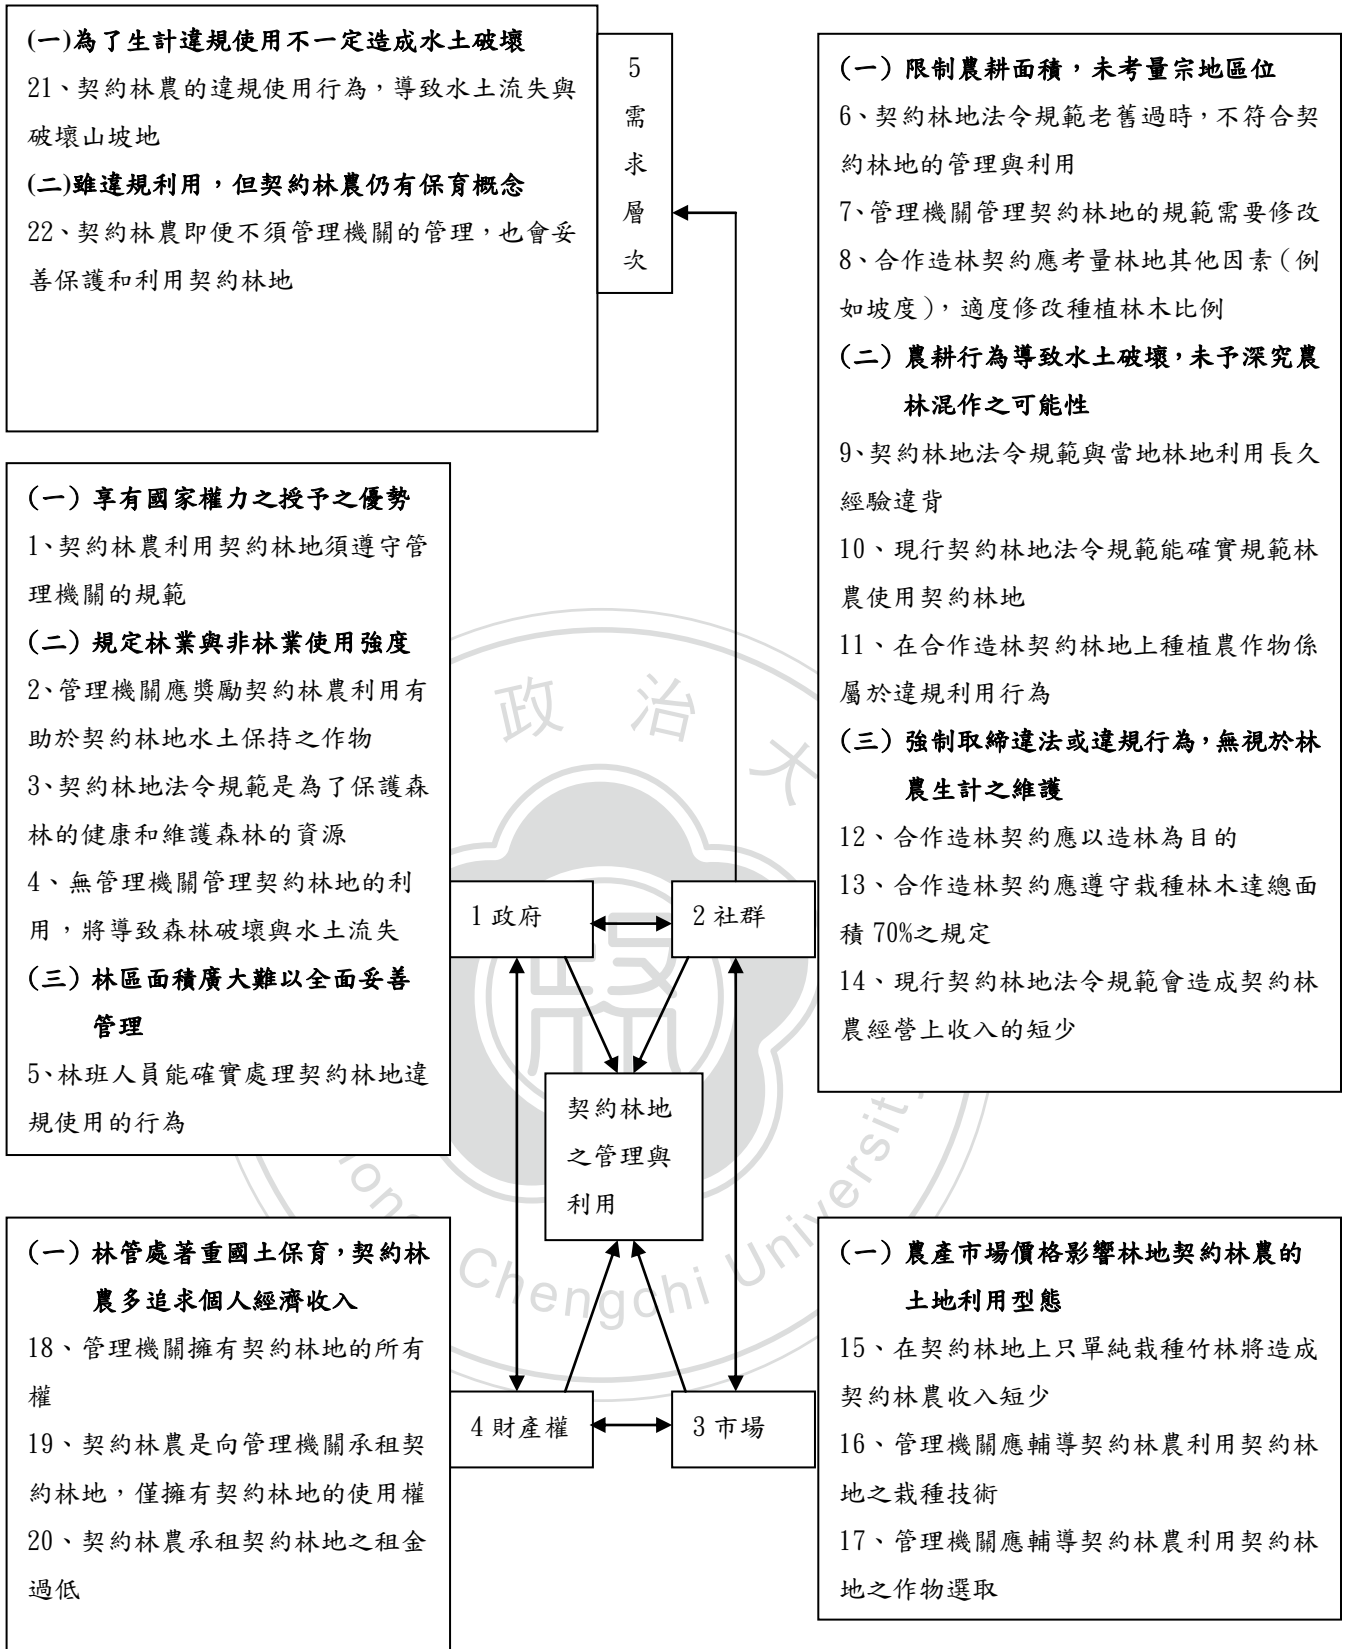 (一)為了生計違規使用不一定造成水土破壞
21、契約林農的違規使用行為，導致水土流失與
破壞山坡地
(二)雖違規利用，但契約林農仍有保育概念
22、契約林農即便不須管理機關的管理，也會妥
善保護和利用契約林地
5
需
求
層
次
(一) 限制農耕面積，未考量宗地區位
6、契約林地法令規範老舊過時，不符合契
約林地的管理與利用
7、管理機關管理契約林地的規範需要修改
8、合作造林契約應考量林地其他因素（例
如坡度），適度修改種植林木比例
(二) 農耕行為導致水土破壞，未予深究農
林混作之可能性
9、契約林地法令規範與當地林地利用長久
經驗違背
10、現行契約林地法令規範能確實規範林
農使用契約林地
11、在合作造林契約林地上種植農作物係
屬於違規利用行為
(三) 強制取締違法或違規行為，無視於林
農生計之維護
12、合作造林契約應以造林為目的
13、合作造林契約應遵守栽種林木達總面
積 70%之規定
14、現行契約林地法令規範會造成契約林
農經營上收入的短少
(一) 享有國家權力之授予之優勢
1、契約林農利用契約林地須遵守管
理機關的規範
(二) 規定林業與非林業使用強度
2、管理機關應獎勵契約林農利用有
助於契約林地水土保持之作物
3、契約林地法令規範是為了保護森
林的健康和維護森林的資源
4、無管理機關管理契約林地的利
用，將導致森林破壞與水土流失
(三) 林區面積廣大難以全面妥善
管理
5、林班人員能確實處理契約林地違
規使用的行為
政 治 大
1 政府
2 社群
契約林地
之管理與
利用
4 財產權
3 市場
Chengchi Universit
(一) 林管處著重國土保育，契約林
農多追求個人經濟收入
18、管理機關擁有契約林地的所有
權
19、契約林農是向管理機關承租契
約林地，僅擁有契約林地的使用權
20、契約林農承租契約林地之租金
過低
(一) 農產市場價格影響林地契約林農的
土地利用型態
15、在契約林地上只單純栽種竹林將造成
契約林農收入短少
16、管理機關應輔導契約林農利用契約林
地之栽種技術
17、管理機關應輔導契約林農利用契約林
地之作物選取